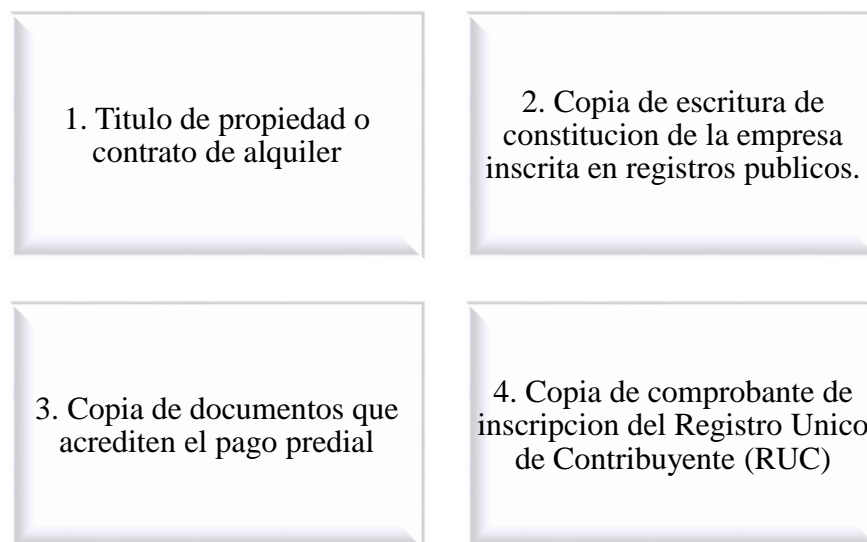 1. Titulo de propiedad o
contrato de alquiler
2. Copia de escritura de
constitucion de la empresa
inscrita en registros publicos.
3. Copia de documentos que
acrediten el pago predial
4. Copia de comprobante de
inscripcion del Registro Unico
de Contribuyente (RUC)